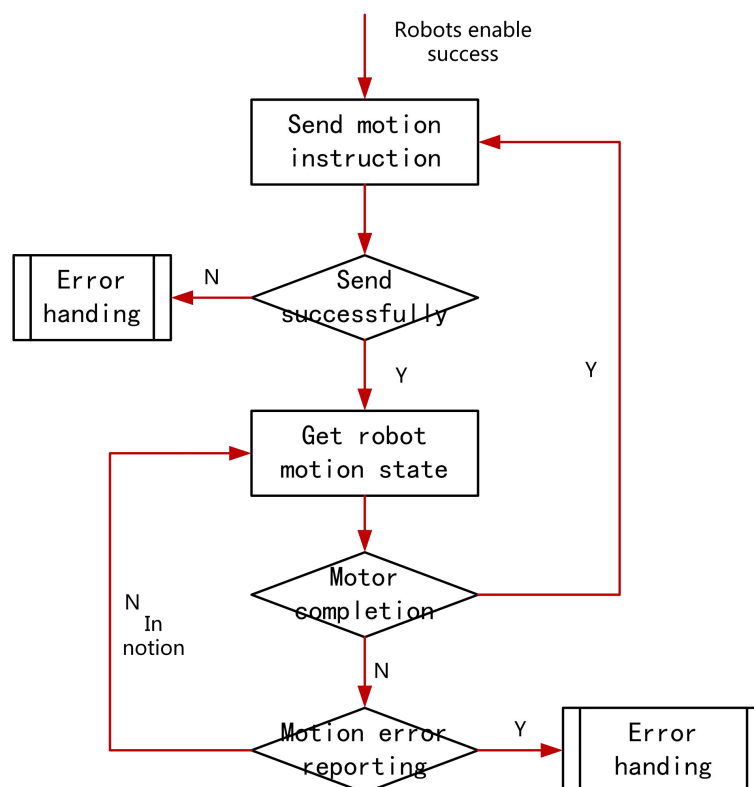 Robots enable
success
Send motion
instruction
Error
handing
N
Send
successfully
Y
Y
Get robot
motion state
Motor
completion
N
In
notion
N
Motion error
reporting
Y
Error
handing